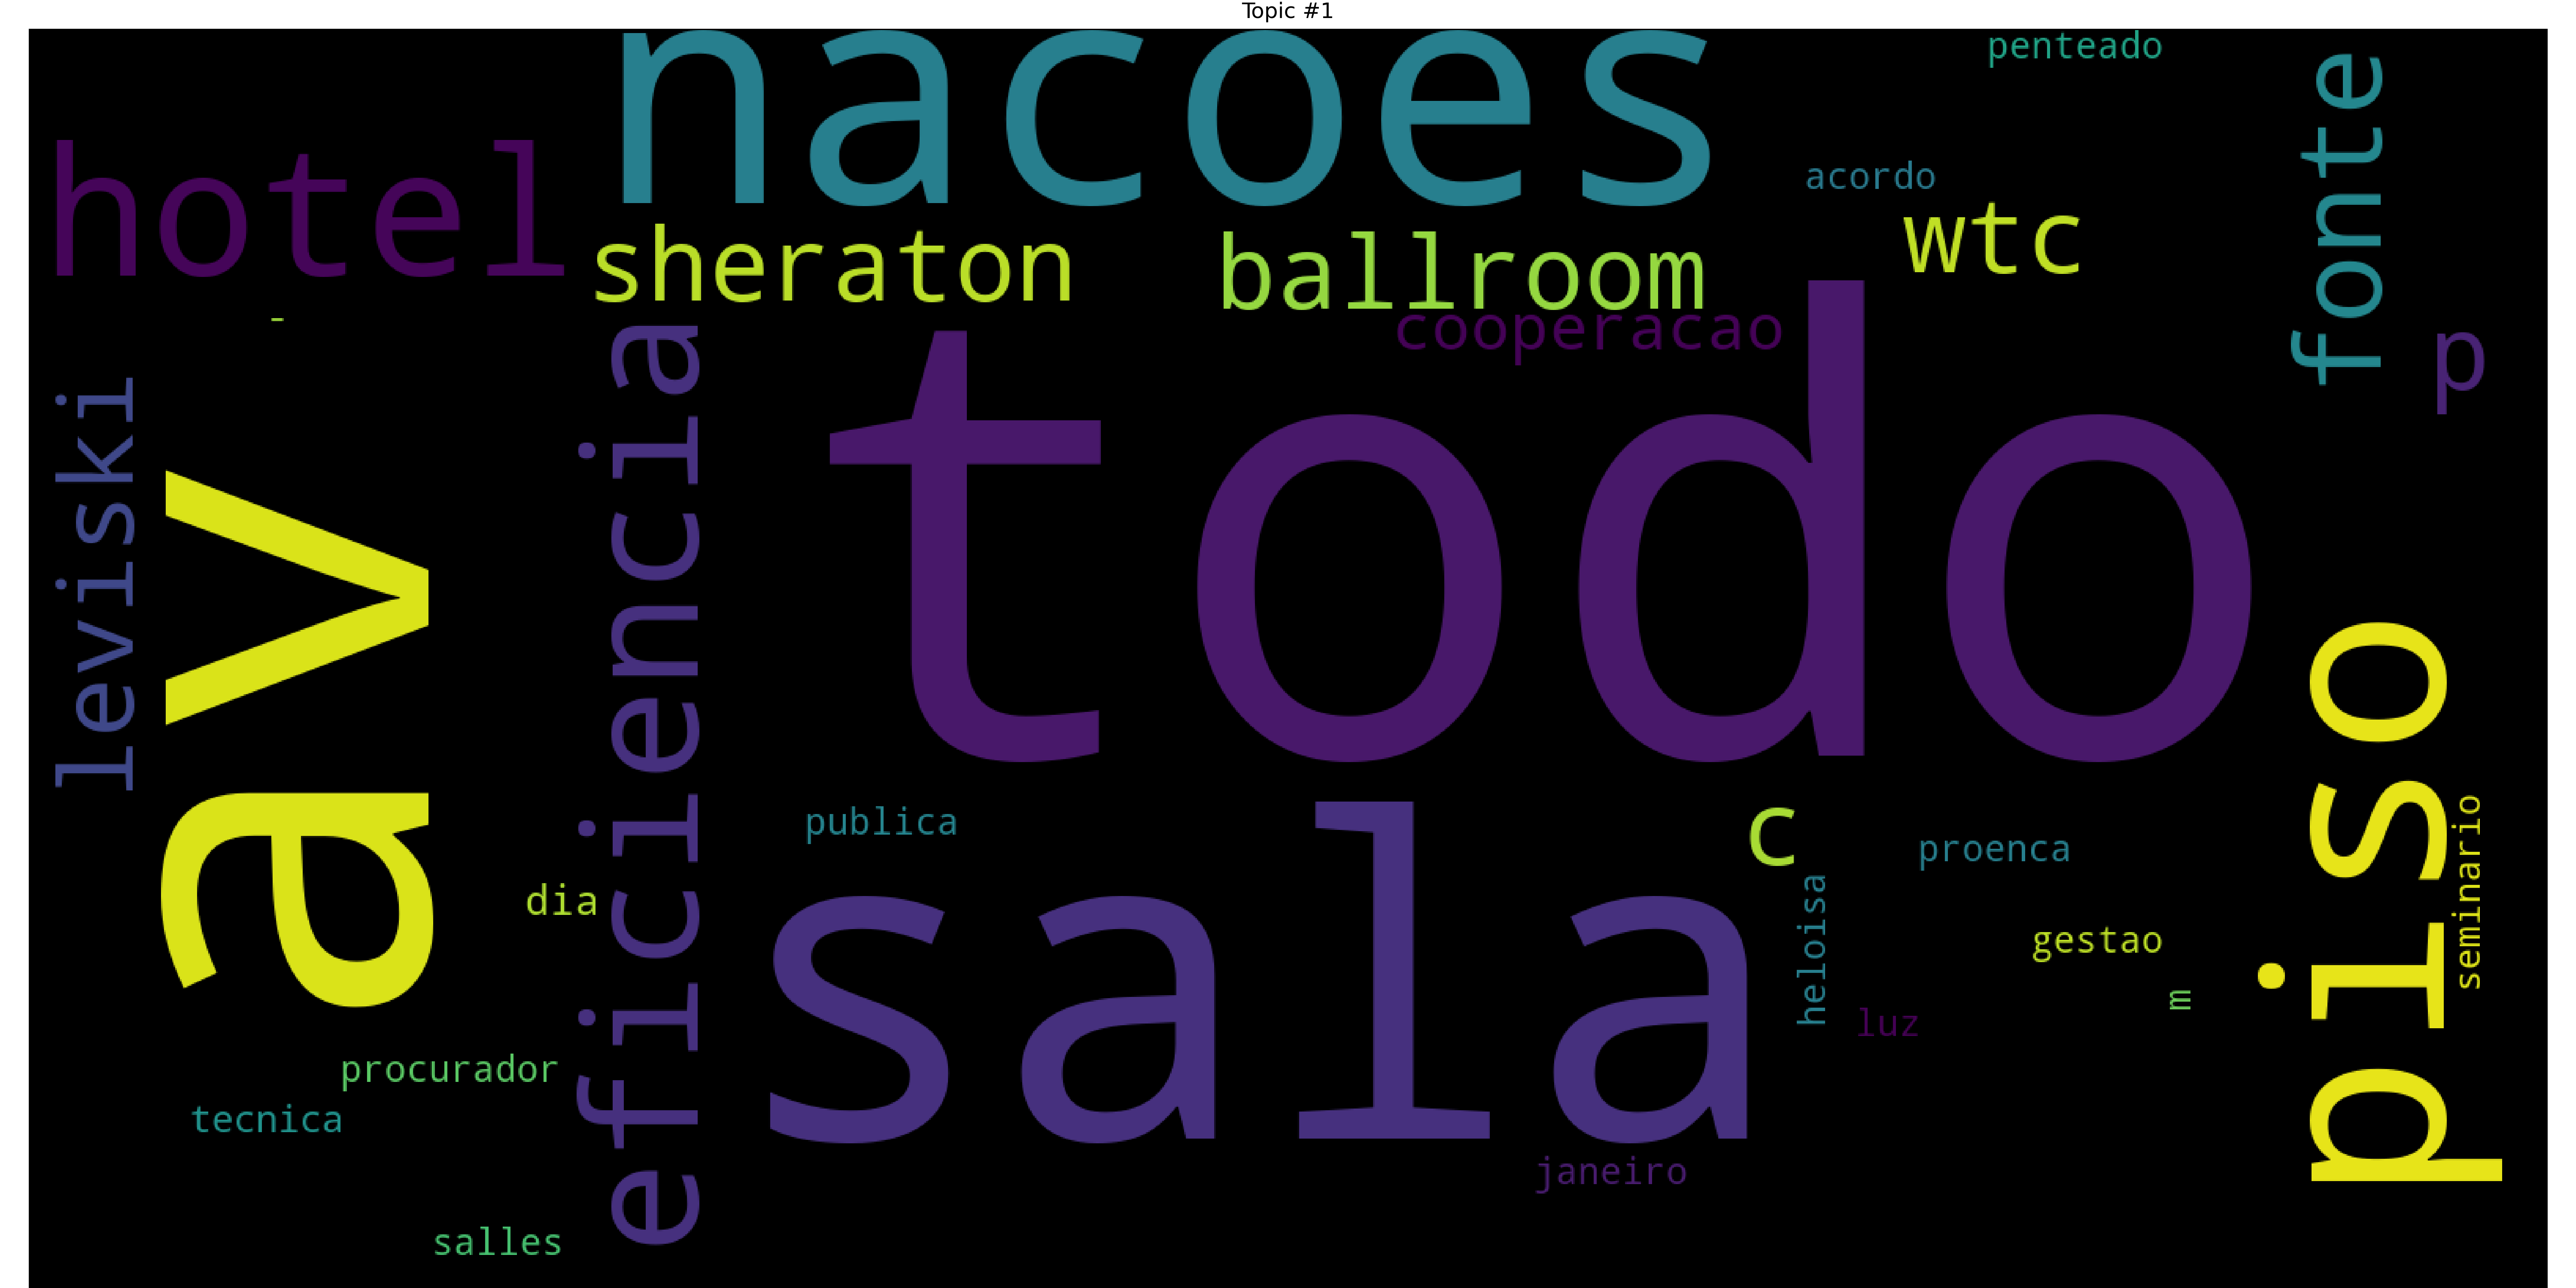 Topic #1
nacoes
penteado
fonte
hotel
acordo
wtc
sheraton
ballroom
cooperacao
-
p
todo
leviski
av
eficiencia
piso
publica
c
proenca
seminario
dia
heloisa
gestao
m
sala
luz
procurador
tecnica
janeiro
salles